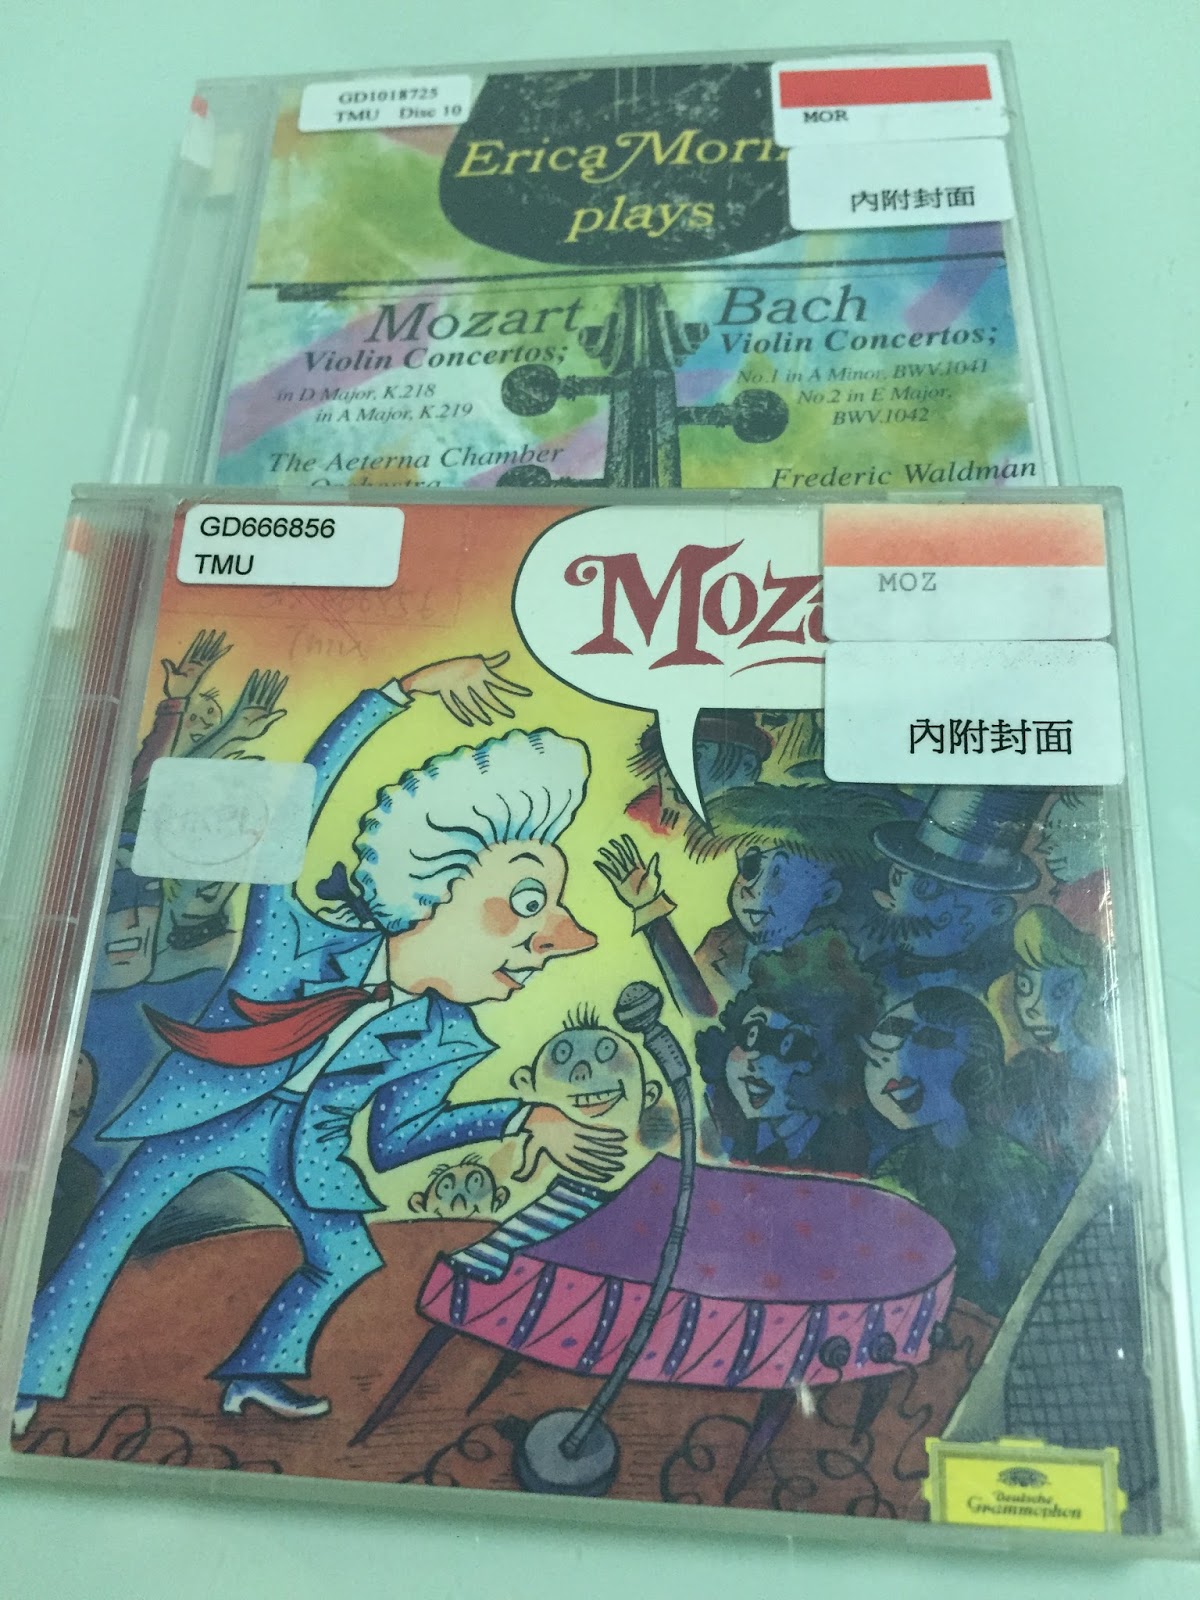 GD1018725
TMU Disc 10
MOR
內附封面
Erica Morin
plays
Mozart
Violin Concertos;
in D Major, K.218
in A Major, K.219
Bach
Violin Concertos;
No.1 in A Minor, BWV.1041
No.2 in E Major,
BWV.1042
The Aeterna Chamber
Orchestra
Frederic Waldman
GD666856
TMU
Moz
MOZ
內附封面
Deutsche
Grammophon